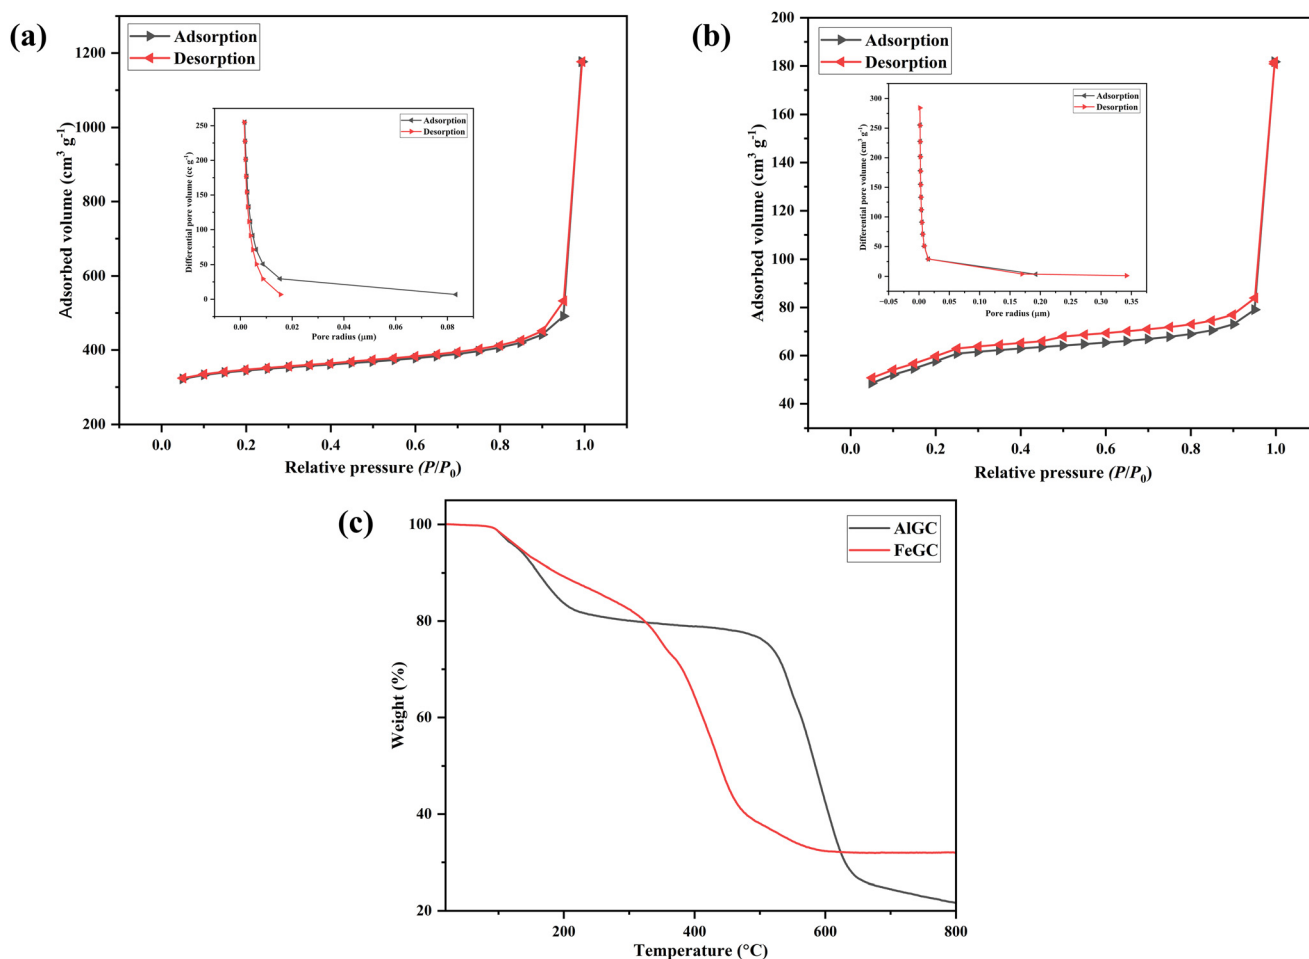 (a)
Adsorption
Desorption
1200
1000
800
600
400
200
0.0 0.2 0.4 0.6 0.8 1.0
Adsorbed volume (cm³ g⁻¹)
Relative pressure (P/P₀)
Adsorption
Desorption
250
200
150
100
50
0
0.00 0.02 0.04 0.06 0.08
Differential pore volume (cc g⁻¹)
Pore radius (μm)
(b)
Adsorption
Desorption
200
180
160
140
120
100
80
60
40
0.0 0.2 0.4 0.6 0.8 1.0
Adsorbed volume (cm³ g⁻¹)
Relative pressure (P/P₀)
Adsorption
Desorption
300
250
200
150
100
50
0
−0.05 0.00 0.05 0.10 0.15 0.20 0.25 0.30 0.35
Differential pore volume (cm³ g⁻¹)
Pore radius (μm)
(c)
AlGC
FeGC
100
80
60
40
20
200 400 600 800
Weight (%)
Temperature (°C)